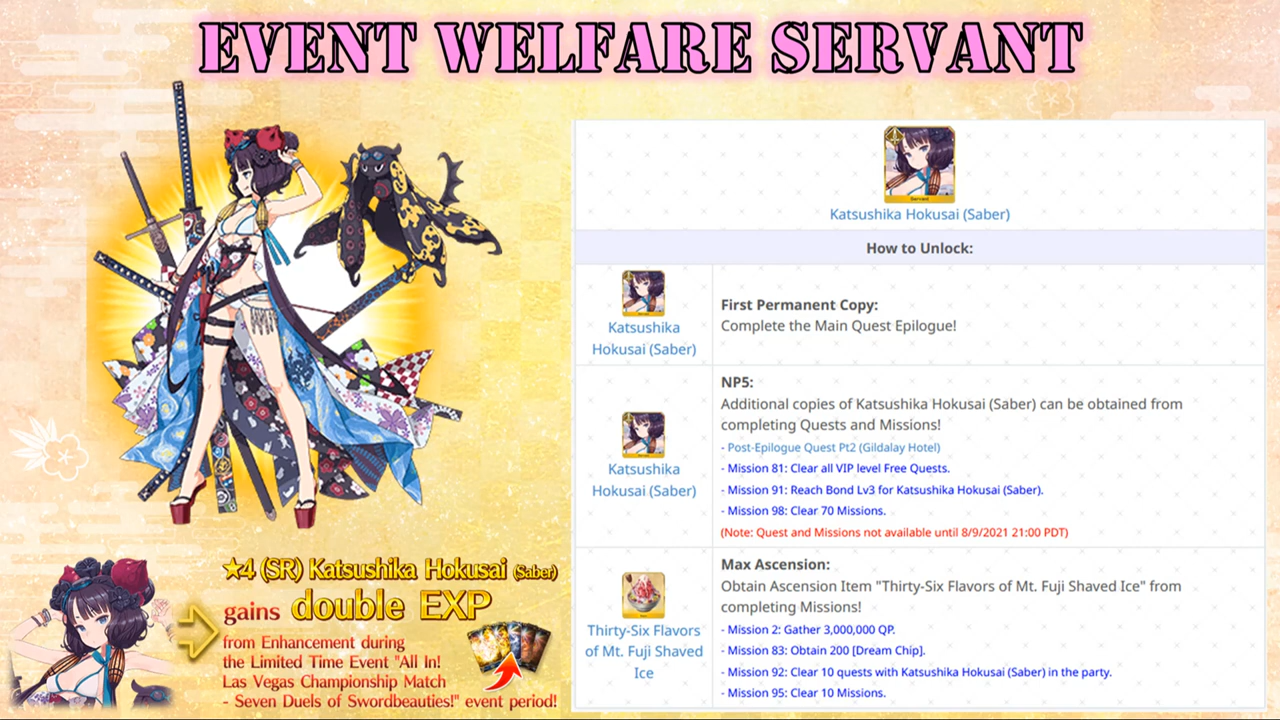 EVENT WELFARE SERVANT
Servant
Katsushika Hokusai (Saber)
How to Unlock:
Katsushika
Hokusai (Saber)
First Permanent Copy:
Complete the Main Quest Epilogue!
Katsushika
Hokusai (Saber)
NP5:
Additional copies of Katsushika Hokusai (Saber) can be obtained from
completing Quests and Missions!
- Post-Epilogue Quest Pt2 (Gildalay Hotel)
- Mission 81: Clear all VIP level Free Quests.
- Mission 91: Reach Bond Lv3 for Katsushika Hokusai (Saber).
- Mission 98: Clear 70 Missions.
(Note: Quest and Missions not available until 8/9/2021 21:00 PDT)
Thirty-Six Flavors
of Mt. Fuji Shaved
Ice
Max Ascension:
Obtain Ascension Item "Thirty-Six Flavors of Mt. Fuji Shaved Ice" from
completing Missions!
- Mission 2: Gather 3,000,000 QP.
- Mission 83: Obtain 200 [Dream Chip].
- Mission 92: Clear 10 quests with Katsushika Hokusai (Saber) in the party.
- Mission 95: Clear 10 Missions.
★4 (SR) Katsushika Hokusai (Saber)
gains double EXP
from Enhancement during
the Limited Time Event "All In!
Las Vegas Championship Match
- Seven Duels of Swordbeauties!" event period!